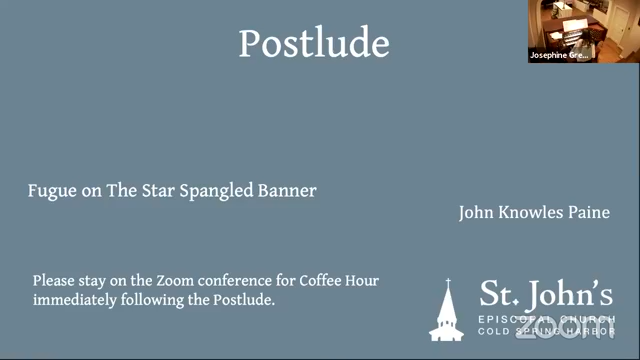 Postlude
Josephine Gre...
Fugue on The Star Spangled Banner
John Knowles Paine
Please stay on the Zoom conference for Coffee Hour
immediately following the Postlude.
St. John's
EPISCOPAL CHURCH
COLD SPRING HARBOR
zoom